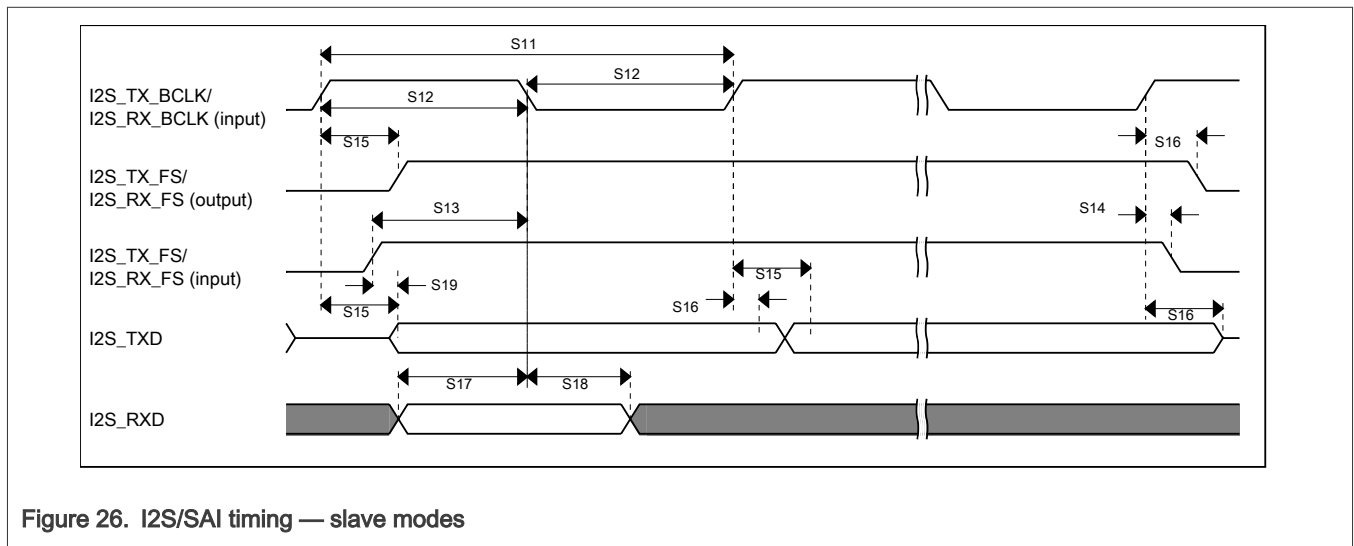 S11
S12
I2S_TX_BCLK/
S12
I2S_RX_BCLK (input)
S15
S16
I2S_TX_FS/
I2S_RX_FS (output)
S13
S14
I2S_TX_FS/
S15
I2S_RX_FS (input)
S19
S16
S15
S16
I2S_TXD
S17
S18
I2S_RXD
Figure 26. I2S/SAI timing — slave modes